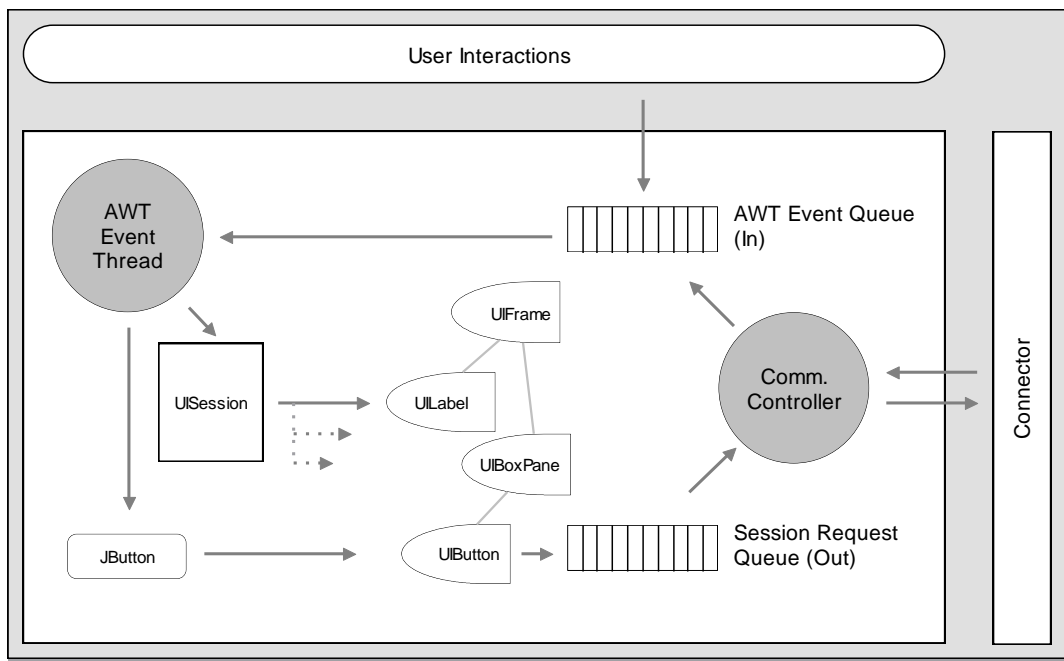 User Interactions
AWT
Event
Thread
AWT Event Queue
(In)
UIFrame
UISession
UILabel
Comm.
Controller
Connector
UIBoxPane
JButton
UIButton
Session Request
Queue (Out)